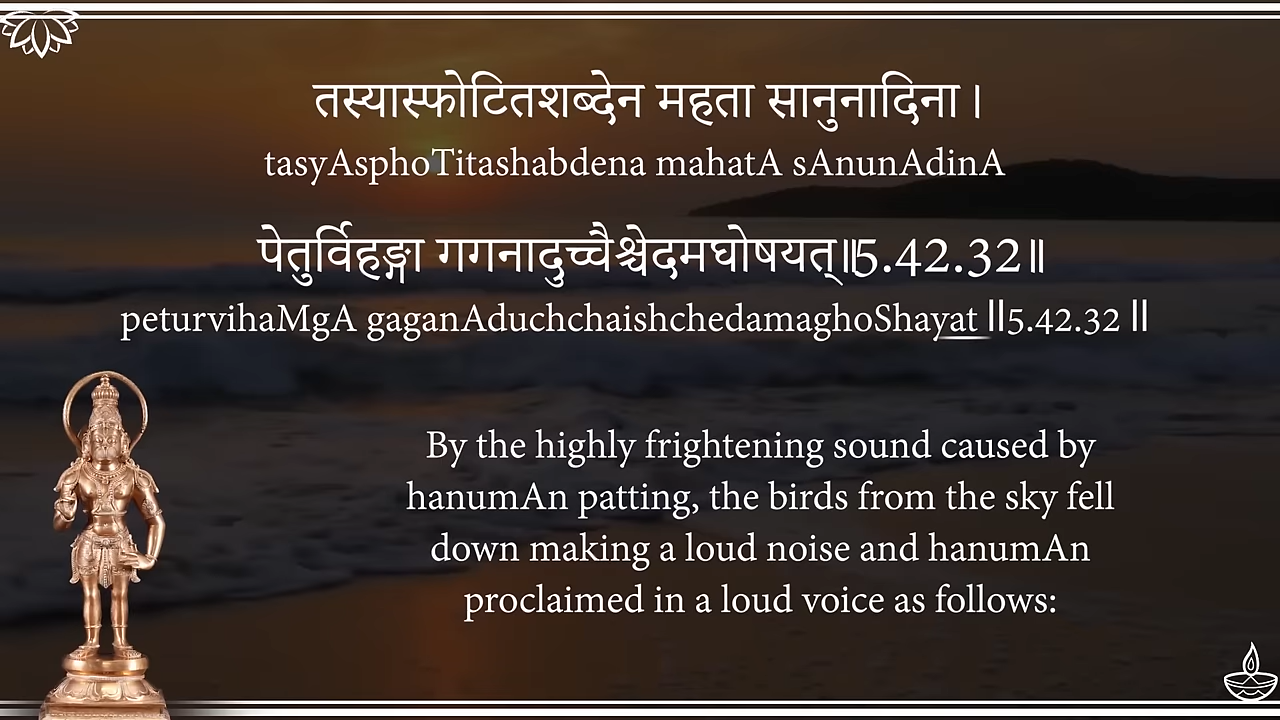 तस्यास्फोटितशब्देन महता सानुनादिना ।
tasyAsphoTitashabdena mahatA sAnunAdinA
पेतुर्विहङ्गा गगनादुच्चैश्चेदमघोषयत्॥5.42.32॥
peturvihaMgA gaganAduchchaishchedamaghoShayat ||5.42.32 ||
By the highly frightening sound caused by
hanumAn patting, the birds from the sky fell
down making a loud noise and hanumAn
proclaimed in a loud voice as follows: